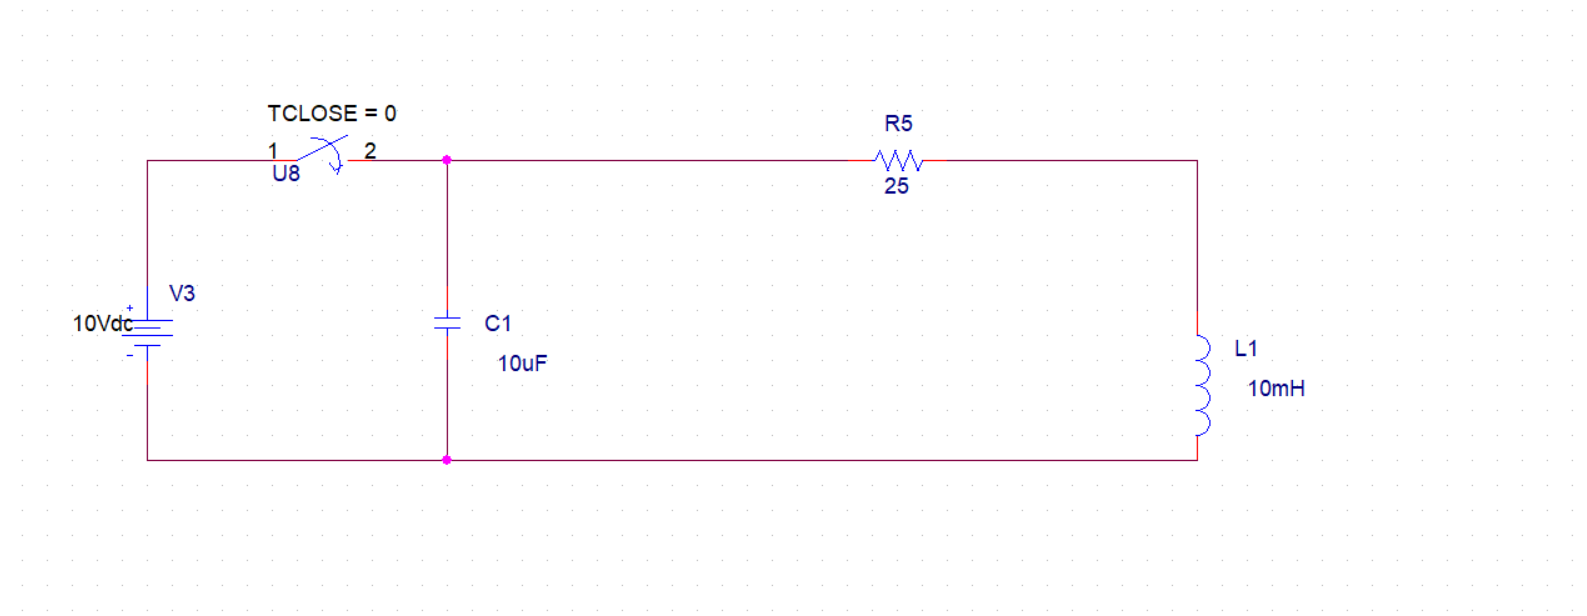 TCLOSE = 0
1
2
U8
R5
25
V3
+
10Vdc
-
C1
10uF
L1
10mH